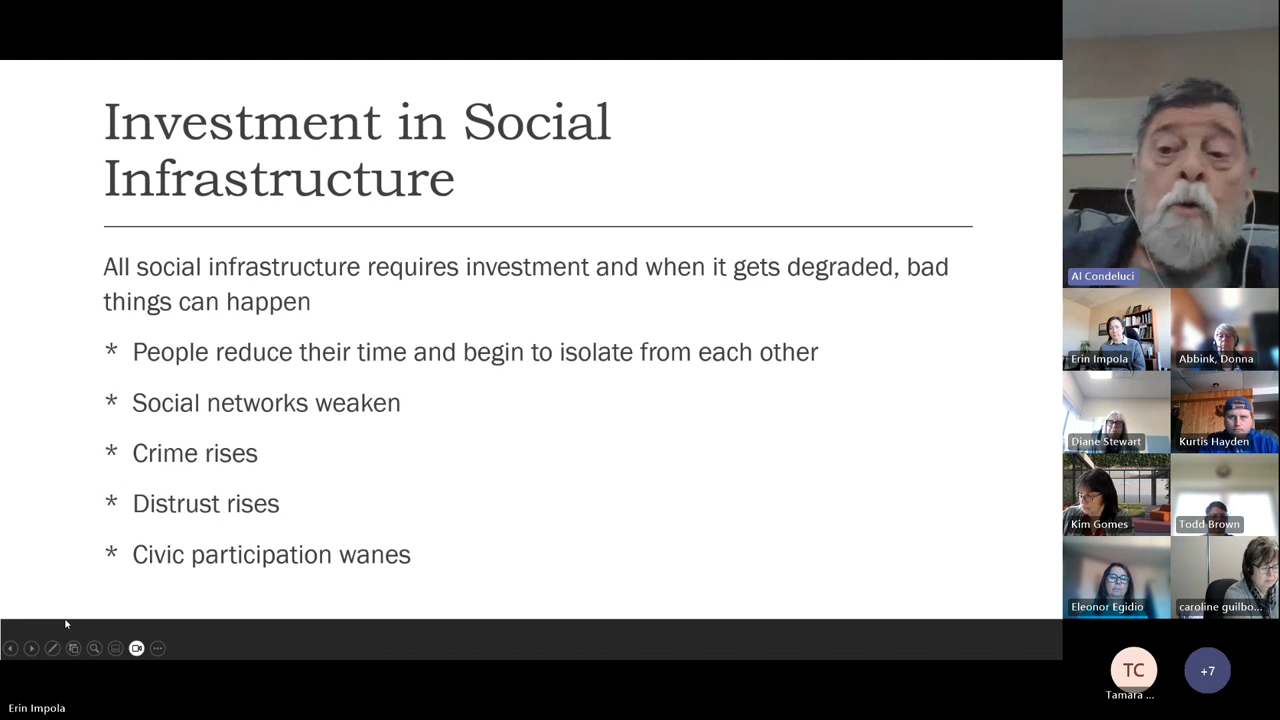 Investment in Social
Infrastructure
All social infrastructure requires investment and when it gets degraded, bad
things can happen
* People reduce their time and begin to isolate from each other
* Social networks weaken
* Crime rises
* Distrust rises
* Civic participation wanes
Al Condeluci
Erin Impola
Abbink, Donna
Diane Stewart
Kurtis Hayden
Kim Gomes
Todd Brown
Eleonor Egidio
caroline guilbo...
TC
+7
Tamara ...
Erin Impola